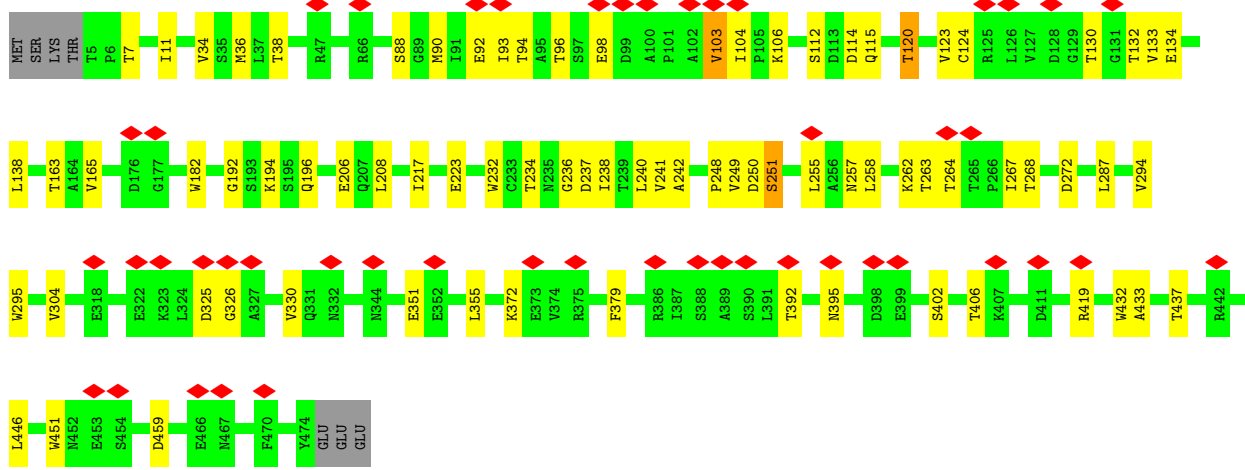 MET SER LYS THR T5 P6 T7 I11 V34 S35 M36 L37 T38 R47 R66 S88 G89 M90 I91 E92 I93 T94 A95 T96 S97 E98 D99 A100 P101 A102 V103 I104 P105 K106 S112 D113 D114 Q115 T120 V123 C124 R125 L126 V127 D128 G129 T130 G131 T132 V133 E134
L138 T163 A164 V165 D176 G177 W182 G192 S193 K194 S195 Q196 E206 Q207 L208 I217 E223 W232 C233 T234 N235 G236 D237 I238 T239 L240 V241 A242 P248 V249 D250 S251 L255 A256 N257 L258 K262 T263 T264 T265 P266 I267 T268 D272 L287 V294
W295 V304 E318 E322 K323 L324 D325 G326 A327 V330 Q331 N332 N344 E351 E352 L355 K372 E373 V374 R375 F379 R386 I387 S388 A389 S390 L391 T392 N395 D398 E399 S402 T406 K407 D411 R419 W432 A433 T437 R442
L446 W451 N452 E453 S454 D459 E466 N467 F470 Y474 GLU GLU GLU